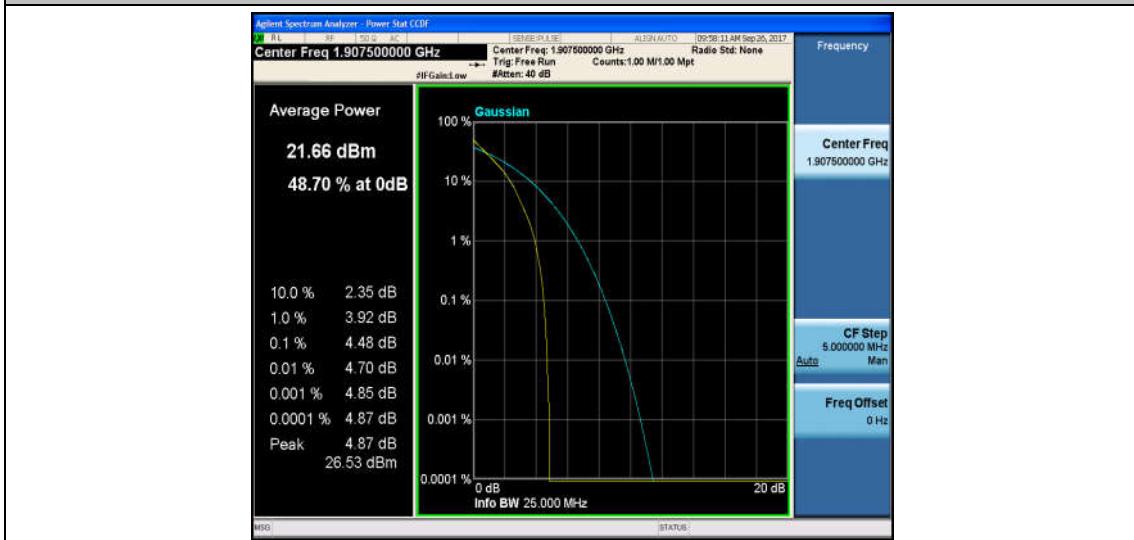 Agilent Spectrum Analyzer - Power Stat CCDF
RL RF 50 Ω AC SENSE:PULSE ALIGN AUTO 09:58:11 AM Sep 26, 2017
Center Freq 1.907500000 GHz
Center Freq: 1.907500000 GHz Radio Std: None
Trig: Free Run Counts:1.00 M/1.00 Mpt
#IFGain:Low #Atten: 40 dB
Frequency
Average Power
21.66 dBm
48.70 % at 0dB
10.0 % 2.35 dB
1.0 % 3.92 dB
0.1 % 4.48 dB
0.01 % 4.70 dB
0.001 % 4.85 dB
0.0001 % 4.87 dB
Peak 4.87 dB
26.53 dBm
Gaussian
100 %
10 %
1 %
0.1 %
0.01 %
0.001 %
0.0001 %
0 dB 20 dB
Info BW 25.000 MHz
Center Freq
1.907500000 GHz
CF Step
5.000000 MHz
Auto Man
Freq Offset
0 Hz
MSG STATUS